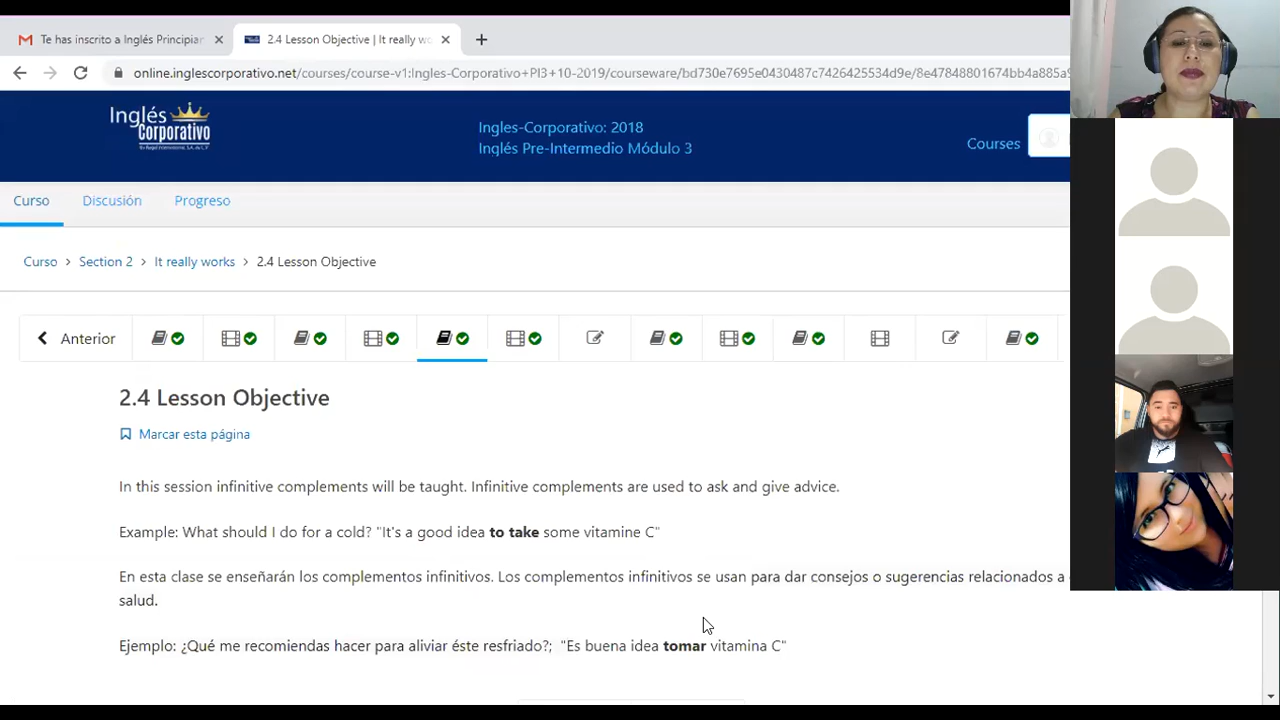 Te has inscrito a Inglés Principian
2.4 Lesson Objective | It really wo
online.inglescorporativo.net/courses/course-v1:Ingles-Corporativo+PI3+10-2019/courseware/bd730e7695e0430487c7426425534d9e/8e47848801674bb4a885a9
Inglés
Corporativo
Ingles-Corporativo: 2018
Inglés Pre-Intermedio Módulo 3
Courses
Curso
Discusión
Progreso
Curso > Section 2 > It really works > 2.4 Lesson Objective
Anterior
2.4 Lesson Objective
Marcar esta página
In this session infinitive complements will be taught. Infinitive complements are used to ask and give advice.
Example: What should I do for a cold? "It's a good idea to take some vitamine C"
En esta clase se enseñarán los complementos infinitivos. Los complementos infinitivos se usan para dar consejos o sugerencias relacionados a
salud.
Ejemplo: ¿Qué me recomiendas hacer para aliviar éste resfriado?; "Es buena idea tomar vitamina C"